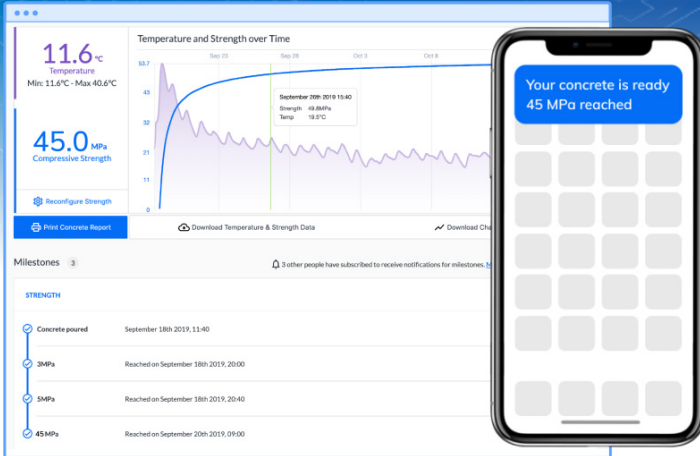 11.6 °C
Temperature
Min: 11.6°C - Max 40.6°C
45.0 MPa
Compressive Strength
Reconfigure Strength
Temperature and Strength over Time
Sep 23 Sep 28 Oct 3 Oct 8
53.7
43
32
21
11
0
September 26th 2019 15:40
Strength 49.8MPa
Temp 19.5°C
Print Concrete Report
Download Temperature & Strength Data
Download Cha
Milestones 3
3 other people have subscribed to receive notifications for milestones. M
STRENGTH
Concrete poured September 18th 2019, 11:40
3MPa Reached on September 18th 2019, 20:00
5MPa Reached on September 18th 2019, 20:40
45 MPa Reached on September 20th 2019, 09:00
Your concrete is ready
45 MPa reached